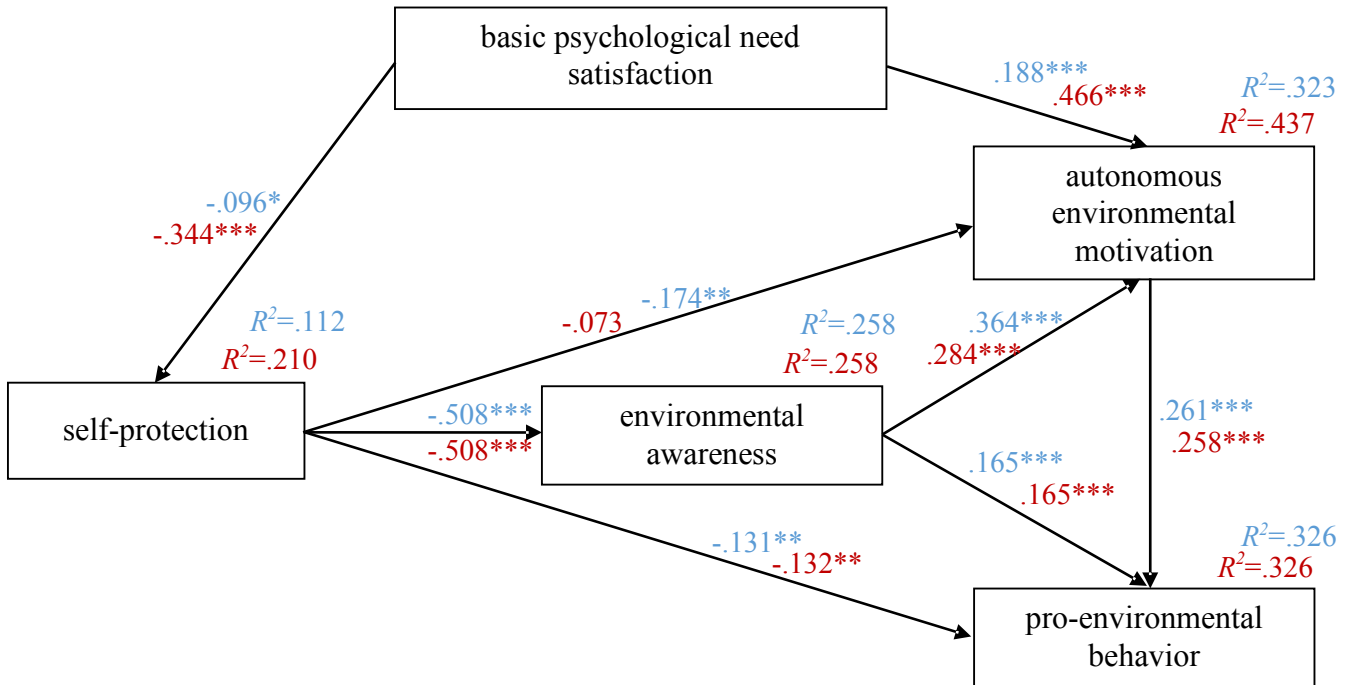 basic psychological need
satisfaction
.188***
.466***
R²=.323
R²=.437
autonomous
environmental
motivation
-.096*
-.344***
-.174**
-.073
R²=.112
R²=.210
R²=.258
R²=.258
.364***
.284***
self-protection
-.508***
-.508***
environmental
awareness
.261***
.258***
.165***
.165***
-.131**
-.132**
R²=.326
R²=.326
pro-environmental
behavior